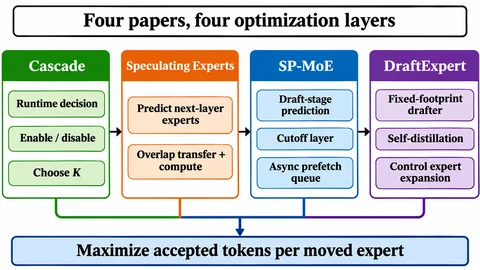 Four papers, four optimization layers
Cascade
Runtime decision
Enable / disable
Choose K
Speculating Experts
Predict next-layer
experts
Overlap transfer +
compute
SP-MoE
Draft-stage
prediction
Cutoff layer
Async prefetch
queue
DraftExpert
Fixed-footprint
drafter
Self-distillation
Control expert
expansion
Maximize accepted tokens per moved expert